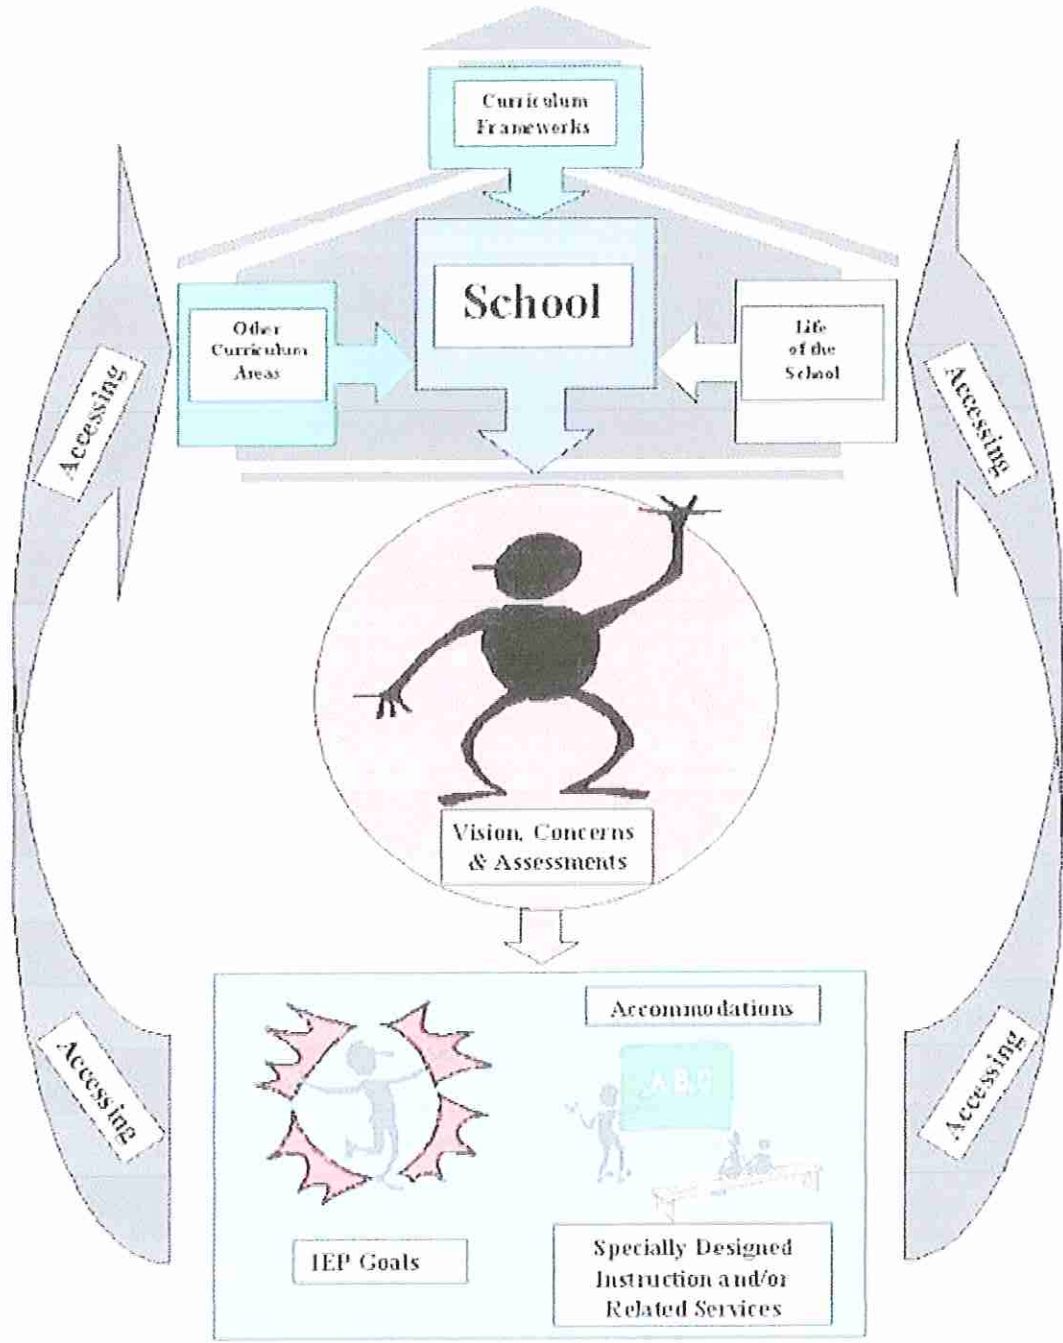 Curriculum
Frameworks
School
Other
Curriculum
Areas
Life
of the
School
Accessing
Accessing
Vision, Concerns
& Assessments
Accommodations
A B C
Accessing
Accessing
IEP Goals
Specially Designed
Instruction and/or
Related Services